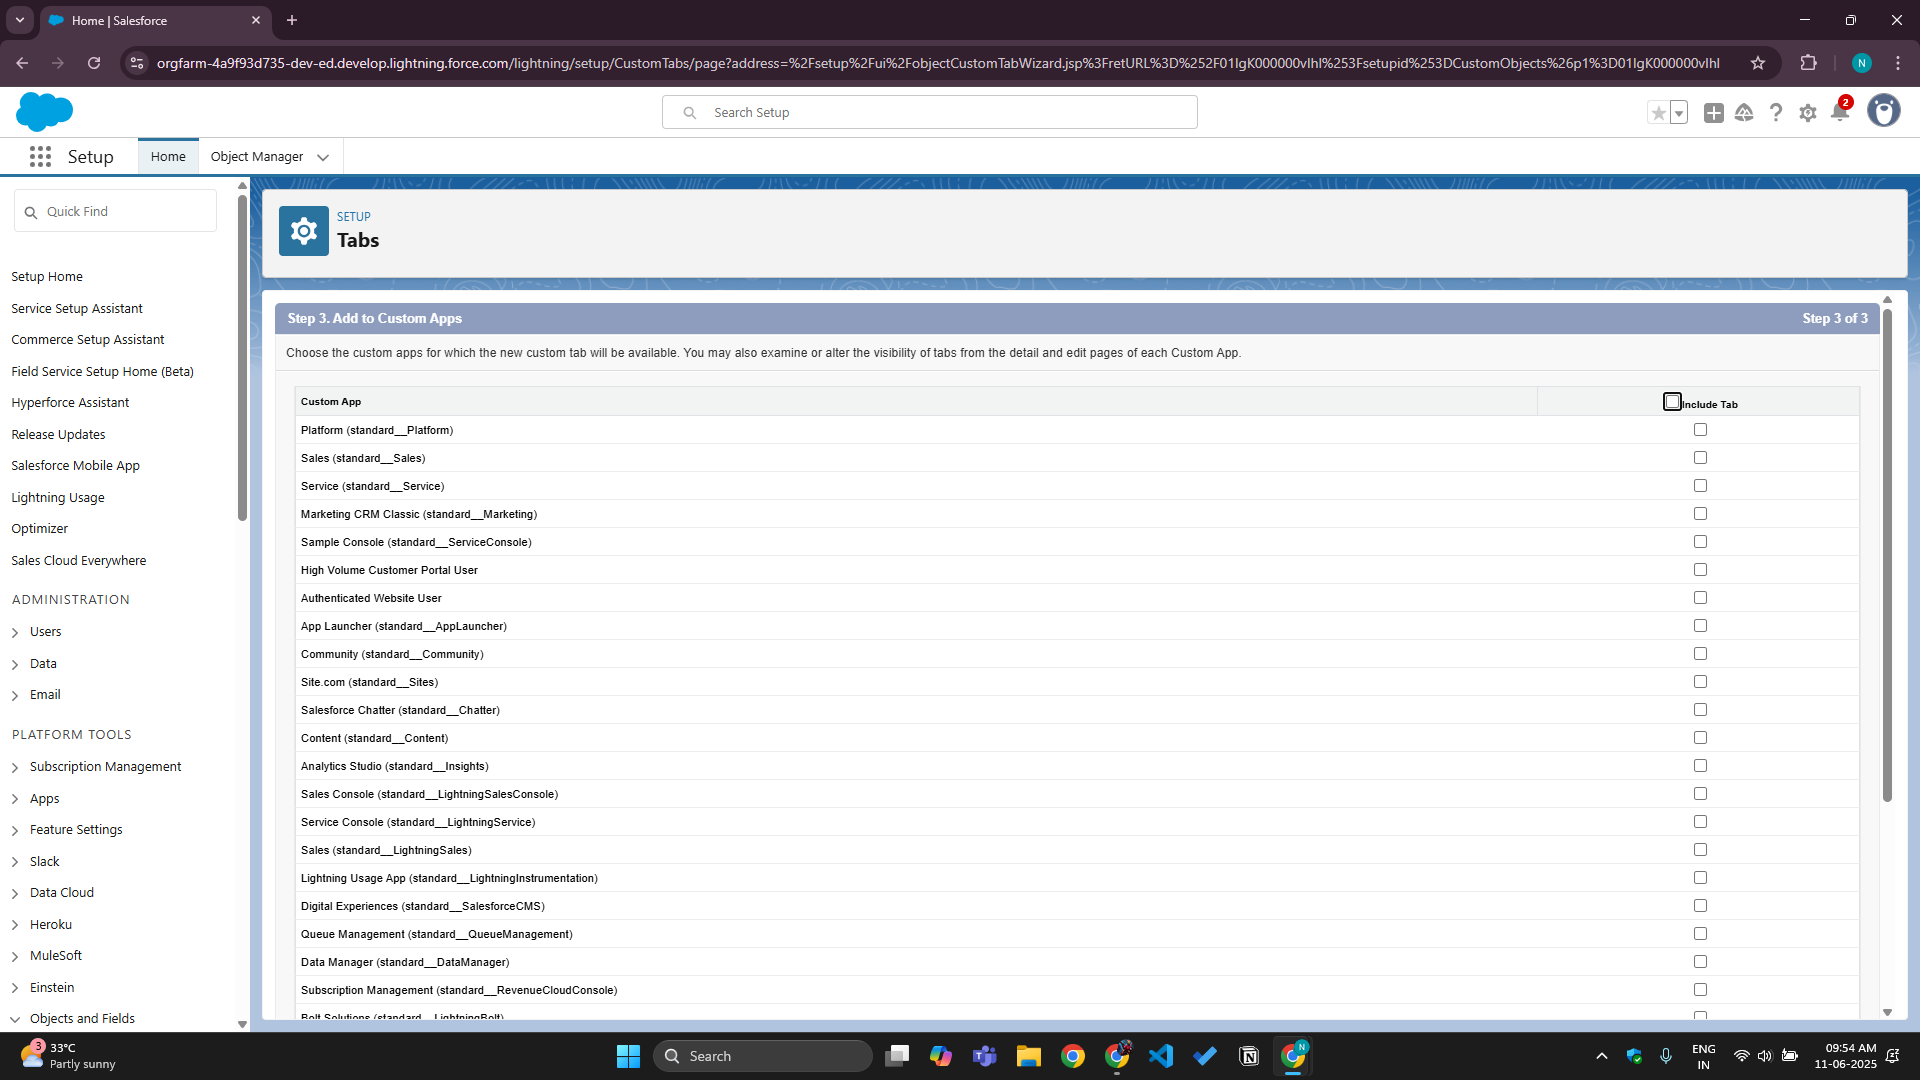 Home | Salesforce
orgfarm-4a9f93d735-dev-ed.develop.lightning.force.com/lightning/setup/CustomTabs/page?address=%2Fsetup%2Fui%2FobjectCustomTabWizard.jsp%3FretURL%3D%252F01IgK000000vIhl%253Fsetupid%253DCustomObjects%26p1%3D01IgK000000vIhl
N
Search Setup
2
Setup
Home
Object Manager
Quick Find
Setup Home
Service Setup Assistant
Commerce Setup Assistant
Field Service Setup Home (Beta)
Hyperforce Assistant
Release Updates
Salesforce Mobile App
Lightning Usage
Optimizer
Sales Cloud Everywhere
ADMINISTRATION
Users
Data
Email
PLATFORM TOOLS
Subscription Management
Apps
Feature Settings
Slack
Data Cloud
Heroku
MuleSoft
Einstein
Objects and Fields
SETUP
Tabs
Step 3. Add to Custom Apps
Step 3 of 3
Choose the custom apps for which the new custom tab will be available. You may also examine or alter the visibility of tabs from the detail and edit pages of each Custom App.
Custom App
Include Tab
Platform (standard__Platform)
Sales (standard__Sales)
Service (standard__Service)
Marketing CRM Classic (standard__Marketing)
Sample Console (standard__ServiceConsole)
High Volume Customer Portal User
Authenticated Website User
App Launcher (standard__AppLauncher)
Community (standard__Community)
Site.com (standard__Sites)
Salesforce Chatter (standard__Chatter)
Content (standard__Content)
Analytics Studio (standard__Insights)
Sales Console (standard__LightningSalesConsole)
Service Console (standard__LightningService)
Sales (standard__LightningSales)
Lightning Usage App (standard__LightningInstrumentation)
Digital Experiences (standard__SalesforceCMS)
Queue Management (standard__QueueManagement)
Data Manager (standard__DataManager)
Subscription Management (standard__RevenueCloudConsole)
Bolt Solutions (standard__LightningBolt)
3
33°C
Partly sunny
Search
N
ENG
IN
09:54 AM
11-06-2025